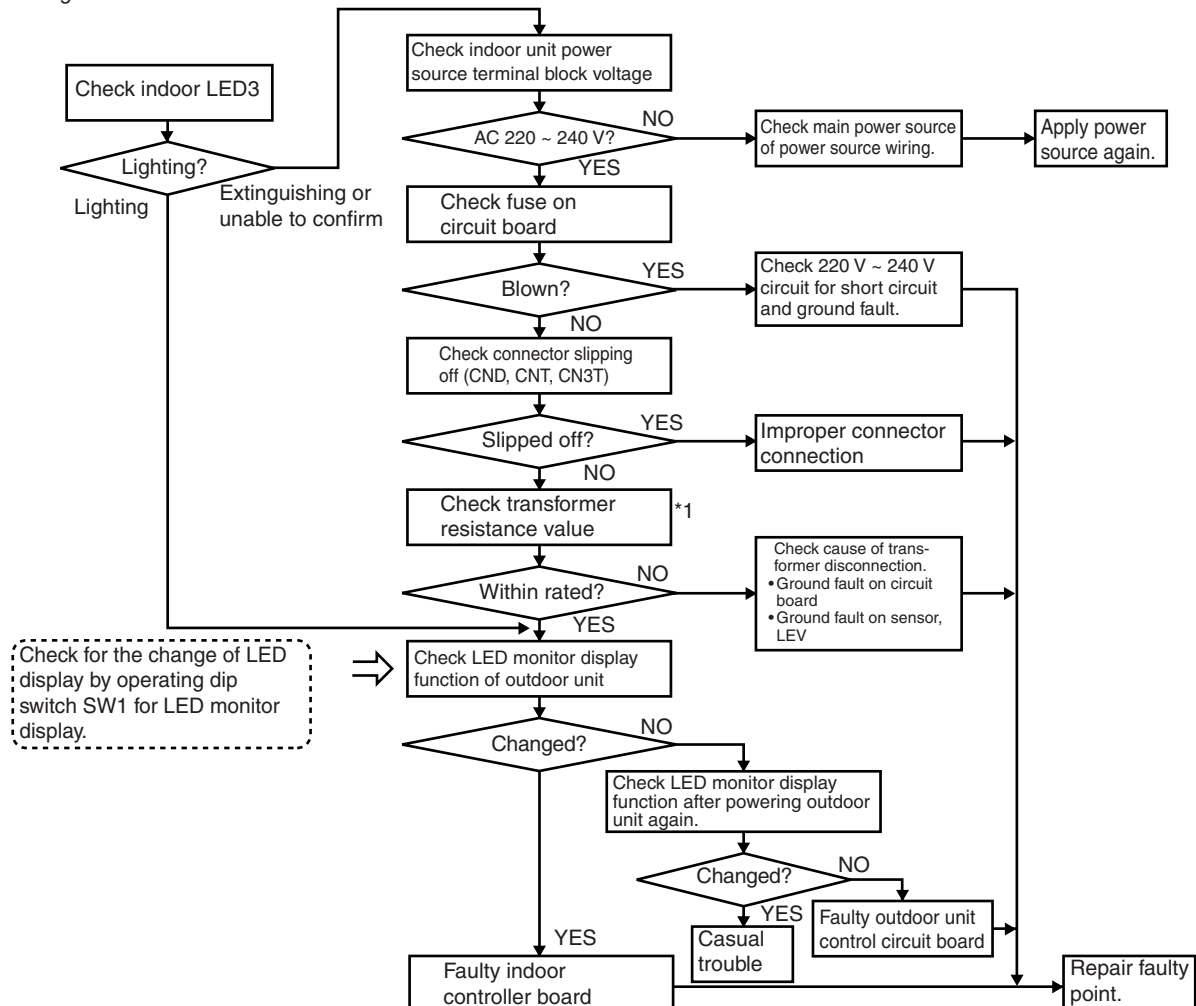 Check indoor LED3
Lighting?
Lighting
Extinguishing or
unable to confirm
Check indoor unit power
source terminal block voltage
AC 220 ~ 240 V?
NO
Check main power source
of power source wiring.
Apply power
source again.
YES
Check fuse on
circuit board
Blown?
YES
Check 220 V ~ 240 V
circuit for short circuit
and ground fault.
NO
Check connector slipping
off (CND, CNT, CN3T)
Slipped off?
YES
Improper connector
connection
NO
Check transformer
resistance value
*1
Within rated?
NO
Check cause of trans-
former disconnection.
• Ground fault on circuit
board
• Ground fault on sensor,
LEV
YES
Check for the change of LED
display by operating dip
switch SW1 for LED monitor
display.
Check LED monitor display
function of outdoor unit
Changed?
NO
Check LED monitor display
function after powering outdoor
unit again.
Changed?
NO
YES
Faulty outdoor unit
control circuit board
Casual
trouble
YES
Faulty indoor
controller board
Repair faulty
point.